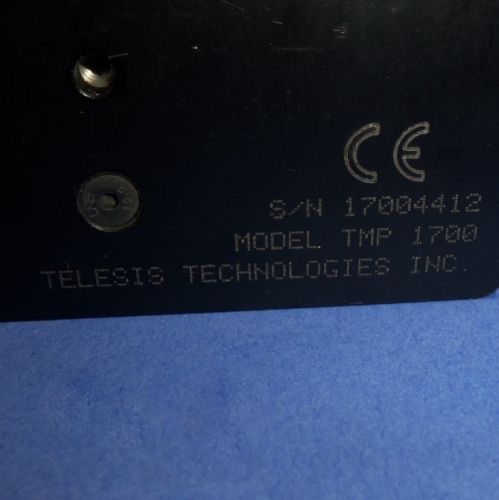 CE
S/N 17004412
MODEL TMP 1700
TELESIS TECHNOLOGIES INC.